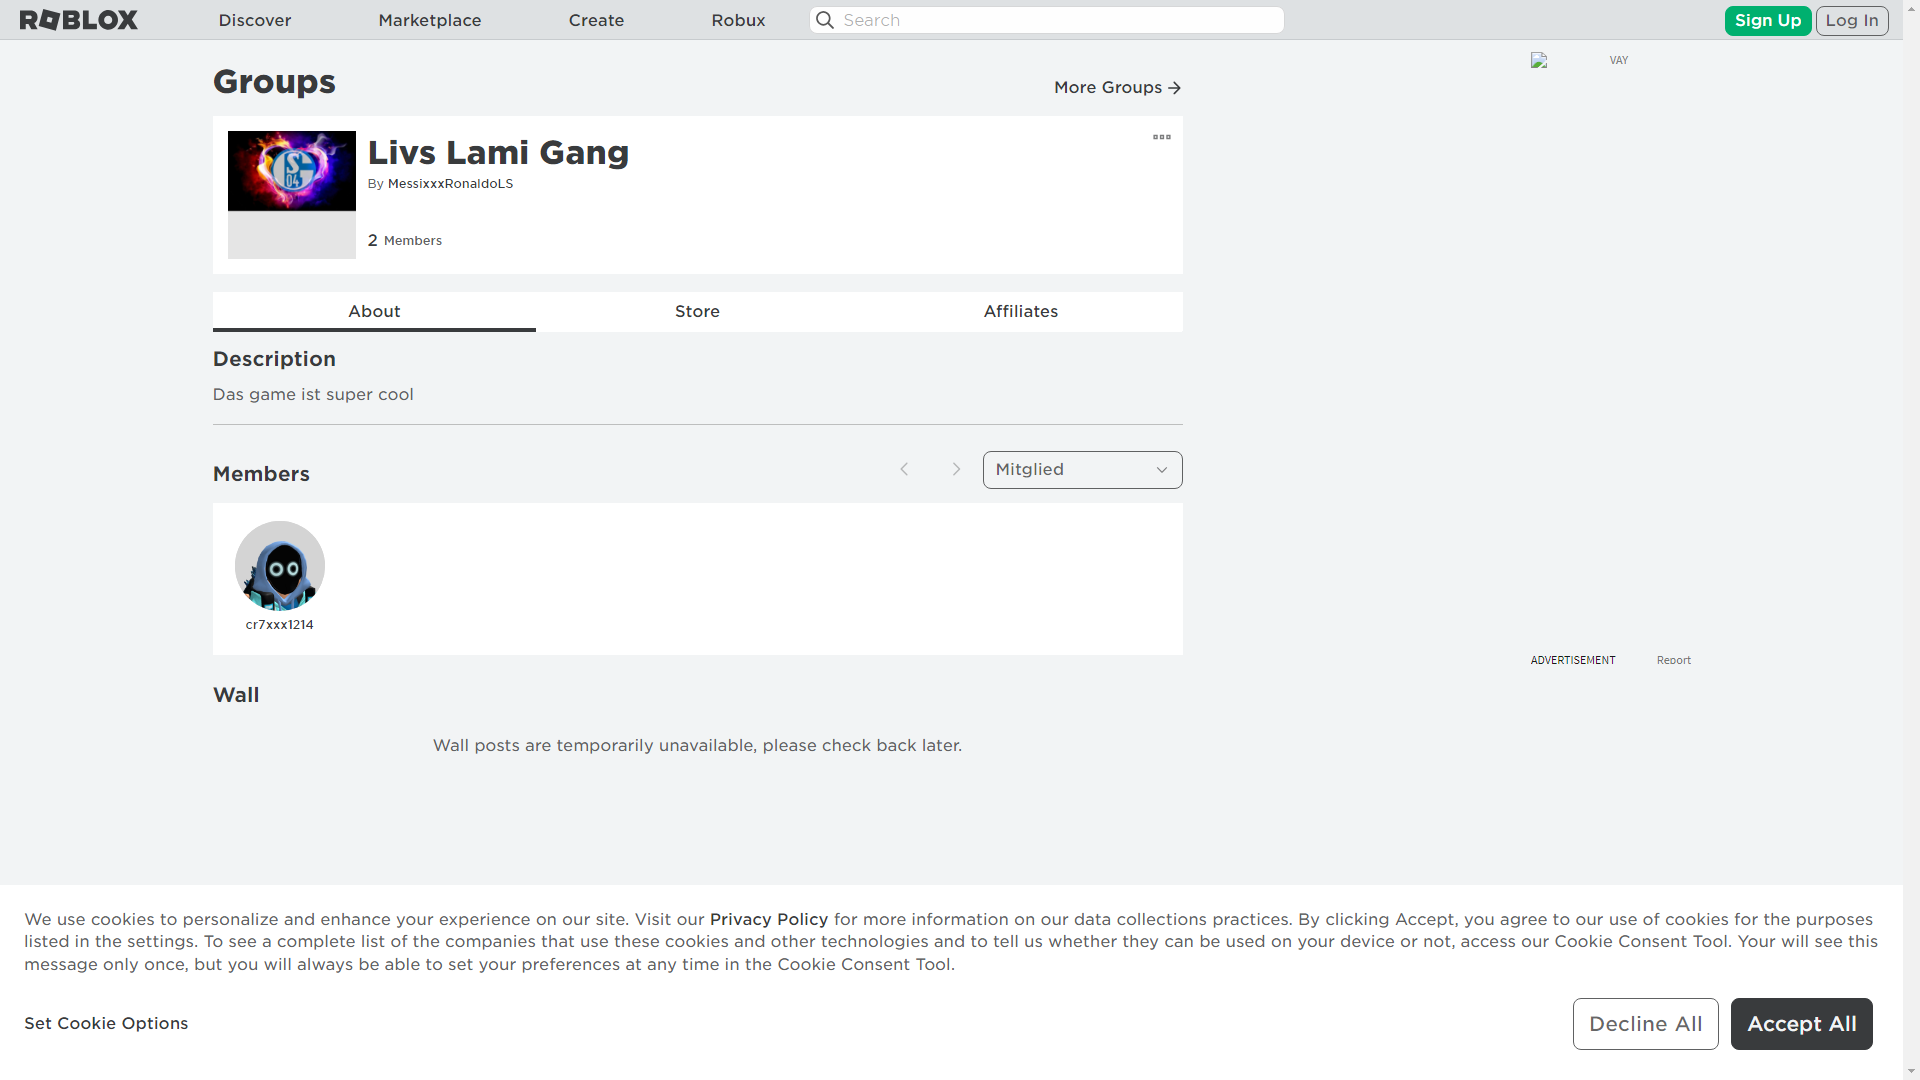 ROBLOX
Discover
Marketplace
Create
Robux
Search
Sign Up
Log In
VAY
Groups
More Groups
S
04
Livs Lami Gang
By MessixxxRonaldoLS
2 Members
About
Store
Affiliates
Description
Das game ist super cool
Members
Mitglied
cr7xxx1214
ADVERTISEMENT
Report
Wall
Wall posts are temporarily unavailable, please check back later.
We use cookies to personalize and enhance your experience on our site. Visit our Privacy Policy for more information on our data collections practices. By clicking Accept, you agree to our use of cookies for the purposes
listed in the settings. To see a complete list of the companies that use these cookies and other technologies and to tell us whether they can be used on your device or not, access our Cookie Consent Tool. Your will see this
message only once, but you will always be able to set your preferences at any time in the Cookie Consent Tool.
Set Cookie Options
Decline All
Accept All